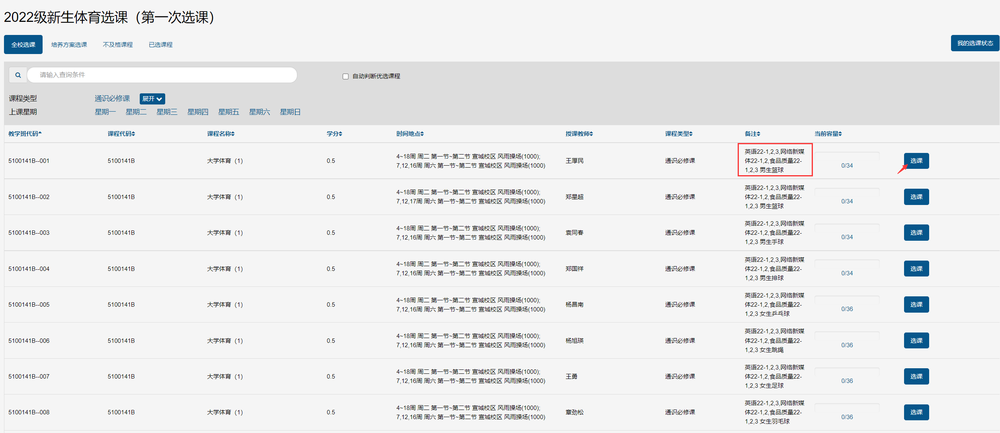 2022级新生体育选课（第一次选课）
全校选课 培养方案选课 不及格课程 已选课程 我的选课状态
请输入查询条件 自动判断优选课程
课程类型 通识必修课 展开
上课星期 星期一 星期二 星期三 星期四 星期五 星期六 星期日
教学班代码 课程代码 课程名称 学分 时间地点 授课教师 课程类型 备注 当前容量
5100141B--001 5100141B 大学体育（1） 0.5 4~18周 周二 第一节~第二节 宣城校区 风雨操场(1000);
7,12,16周 周六 第一节~第二节 宣城校区 风雨操场(1000) 王厚民 通识必修课 英语22-1,2,3,网络新媒
体22-1,2,食品质量22-
1,2,3 男生篮球 0/34 选课
5100141B--002 5100141B 大学体育（1） 0.5 4~18周 周二 第一节~第二节 宣城校区 风雨操场(1000);
7,12,17周 周六 第一节~第二节 宣城校区 风雨操场(1000) 郑星超 通识必修课 英语22-1,2,3,网络新媒
体22-1,2,食品质量22-
1,2,3 男生篮球 0/34 选课
5100141B--003 5100141B 大学体育（1） 0.5 4~18周 周二 第一节~第二节 宣城校区 风雨操场(1000);
7,12,16周 周六 第一节~第二节 宣城校区 风雨操场(1000) 袁同春 通识必修课 英语22-1,2,3,网络新媒
体22-1,2,食品质量22-
1,2,3 男生手球 0/34 选课
5100141B--004 5100141B 大学体育（1） 0.5 4~18周 周二 第一节~第二节 宣城校区 风雨操场(1000);
7,12,16周 周六 第一节~第二节 宣城校区 风雨操场(1000) 郑国祥 通识必修课 英语22-1,2,3,网络新媒
体22-1,2,食品质量22-
1,2,3 男生排球 0/34 选课
5100141B--005 5100141B 大学体育（1） 0.5 4~18周 周二 第一节~第二节 宣城校区 风雨操场(1000);
7,12,16周 周六 第一节~第二节 宣城校区 风雨操场(1000) 杨昌南 通识必修课 英语22-1,2,3,网络新媒
体22-1,2,食品质量22-
1,2,3 女生乒乓球 0/36 选课
5100141B--006 5100141B 大学体育（1） 0.5 4~18周 周二 第一节~第二节 宣城校区 风雨操场(1000);
7,12,16周 周六 第一节~第二节 宣城校区 风雨操场(1000) 杨旭瑛 通识必修课 英语22-1,2,3,网络新媒
体22-1,2,食品质量22-
1,2,3 女生跳绳 0/36 选课
5100141B--007 5100141B 大学体育（1） 0.5 4~18周 周二 第一节~第二节 宣城校区 风雨操场(1000);
7,12,16周 周六 第一节~第二节 宣城校区 风雨操场(1000) 王勇 通识必修课 英语22-1,2,3,网络新媒
体22-1,2,食品质量22-
1,2,3 女生足球 0/36 选课
5100141B--008 5100141B 大学体育（1） 0.5 4~18周 周二 第一节~第二节 宣城校区 风雨操场(1000);
7,12,16周 周六 第一节~第二节 宣城校区 风雨操场(1000) 章劲松 通识必修课 英语22-1,2,3,网络新媒
体22-1,2,食品质量22-
1,2,3 女生羽毛球 0/36 选课